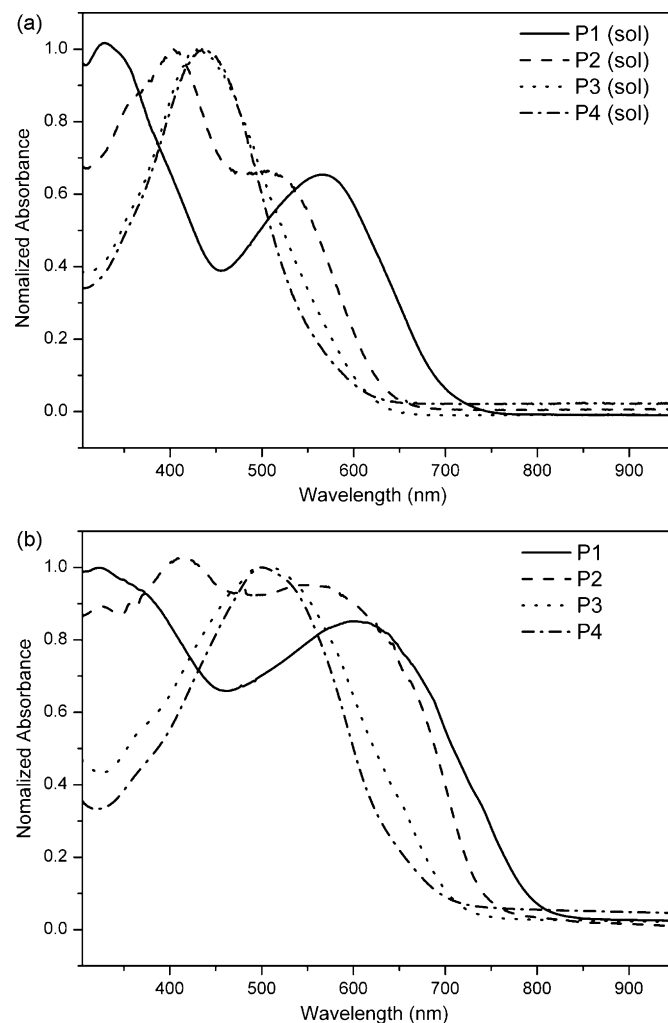 (a)
P1 (sol)
P2 (sol)
P3 (sol)
P4 (sol)
Nomalized Absorbance
1.0
0.8
0.6
0.4
0.2
0.0
400 500 600 700 800 900
Wavelength (nm)
(b)
P1
P2
P3
P4
Nomalized Absorbance
1.0
0.8
0.6
0.4
0.2
0.0
400 500 600 700 800 900
Wavelength (nm)